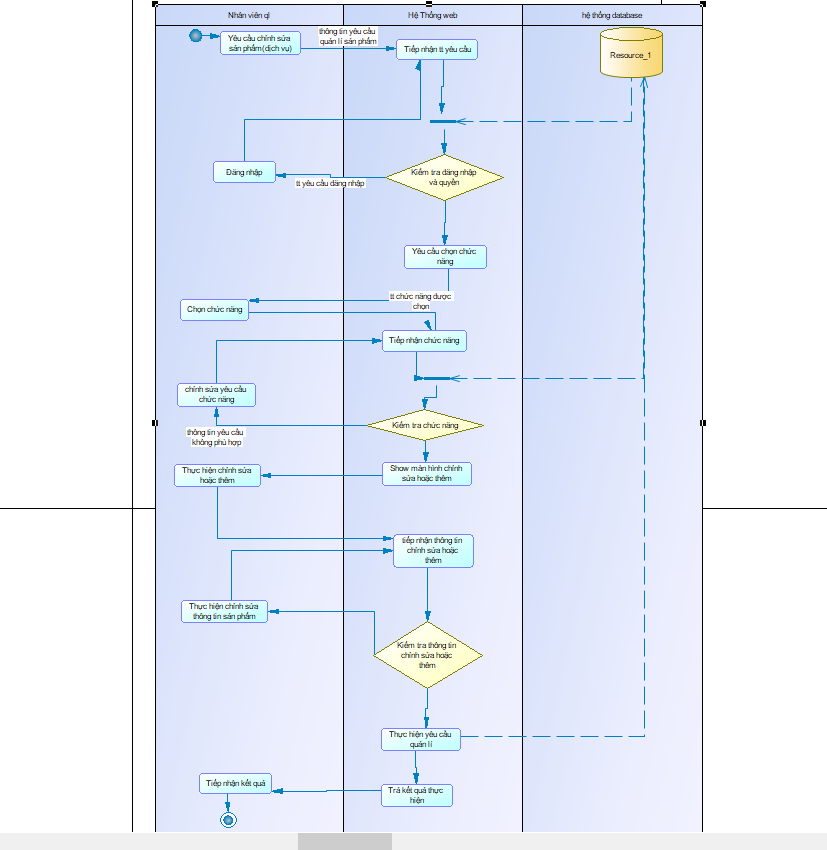 Nhân viên ql
Hệ Thống web
hệ thống database
Yêu cầu chỉnh sửa
sản phẩm(dịch vụ)
thông tin yêu cầu
quản lí sản phẩm
Tiếp nhận tt yêu cầu
Resource_1
Kiểm tra đăng nhập
và quyền
Đăng nhập
tt yêu cầu đăng nhập
Yêu cầu chọn chức
năng
tt chức năng được
chọn
Chọn chức năng
Tiếp nhận chức năng
chỉnh sửa yêu cầu
chức năng
Kiểm tra chức năng
thông tin yêu cầu
không phù hợp
Show màn hình chỉnh
sửa hoặc thêm
Thực hiện chỉnh sửa
hoặc thêm
tiếp nhận thông tin
chỉnh sửa hoặc
thêm
Thực hiện chỉnh sửa
thông tin sản phẩm
Kiểm tra thông tin
chỉnh sửa hoặc
thêm
Thực hiện yêu cầu
quản lí
Tiếp nhận kết quả
Trả kết quả thực
hiện